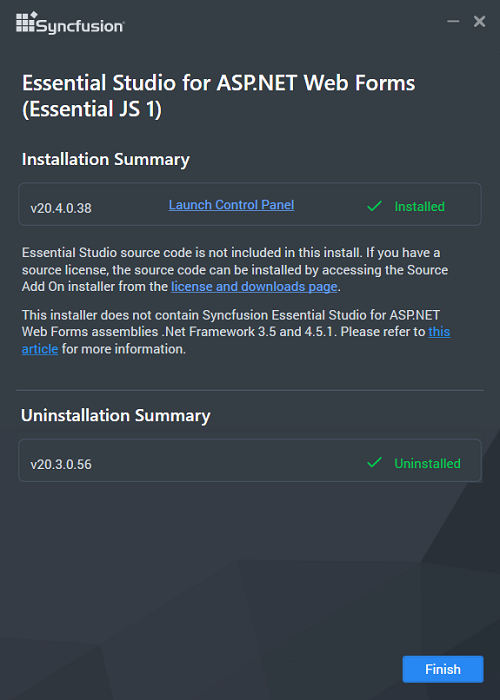 Syncfusion
Essential Studio for ASP.NET Web Forms
(Essential JS 1)
Installation Summary
v20.4.0.38 Launch Control Panel Installed
Essential Studio source code is not included in this install. If you have a
source license, the source code can be installed by accessing the Source
Add On installer from the license and downloads page.
This installer does not contain Syncfusion Essential Studio for ASP.NET
Web Forms assemblies .Net Framework 3.5 and 4.5.1. Please refer to this
article for more information.
Uninstallation Summary
v20.3.0.56 Uninstalled
Finish